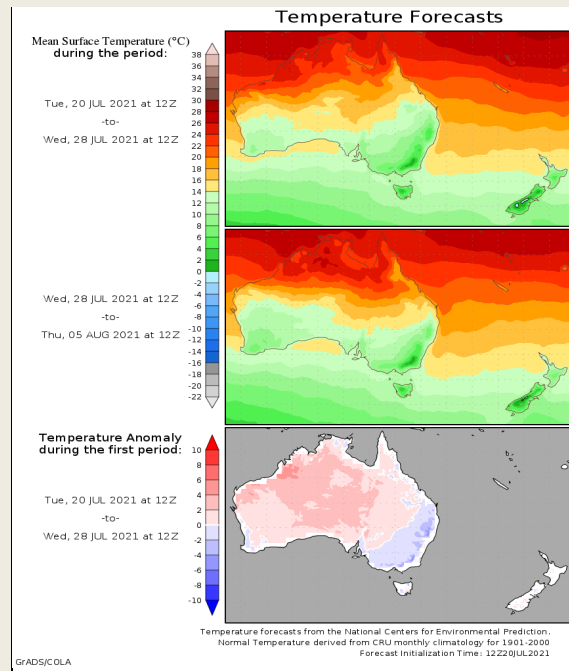 Temperature Forecasts
Mean Surface Temperature (°C)
during the period:
Tue, 20 JUL 2021 at 12Z
-to-
Wed, 28 JUL 2021 at 12Z
38
36
34
32
30
28
26
24
22
20
18
16
14
12
10
8
6
4
2
0
-2
-4
-6
-8
-10
-12
-14
-16
-18
-20
-22
Wed, 28 JUL 2021 at 12Z
-to-
Thu, 05 AUG 2021 at 12Z
Temperature Anomaly
during the first period:
Tue, 20 JUL 2021 at 12Z
-to-
Wed, 28 JUL 2021 at 12Z
10
8
6
4
2
0
-2
-4
-6
-8
-10
Temperature forecasts from the National Centers for Environmental Prediction.
Normal Temperature derived from CRU monthly climatology for 1901-2000
Forecast Initialization Time: 12Z20JUL2021
GrADS/COLA